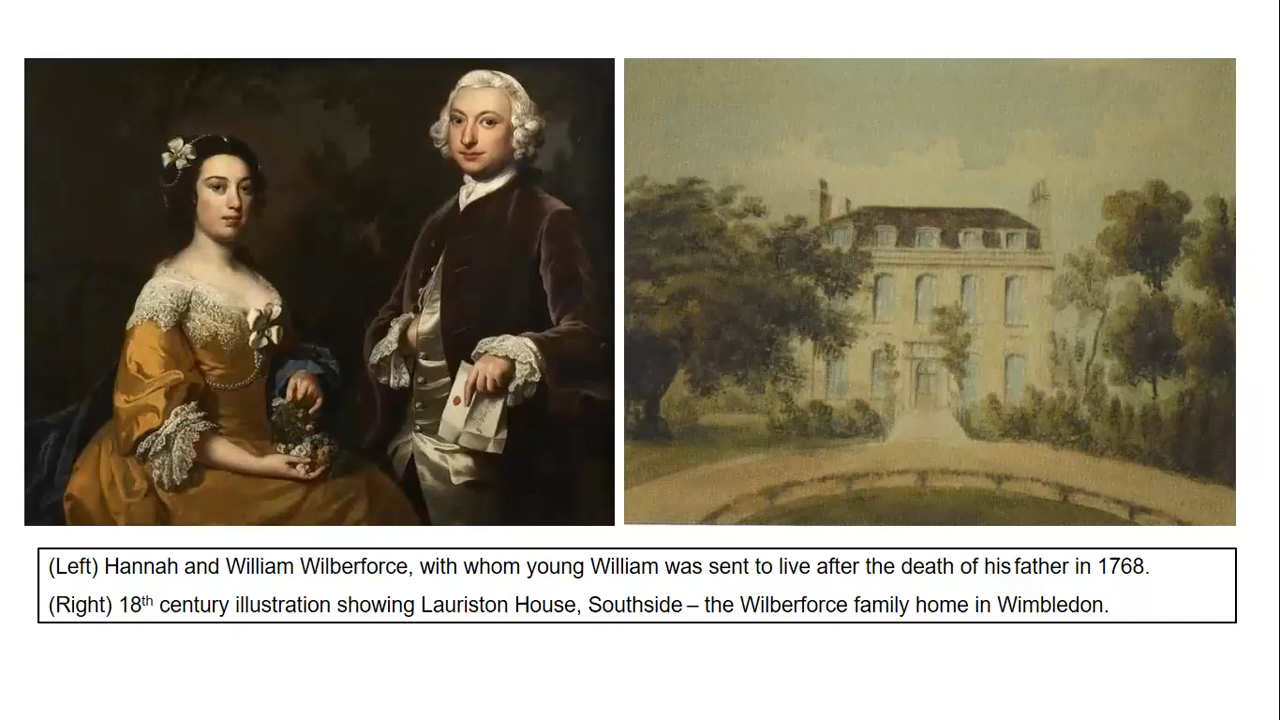 (Left) Hannah and William Wilberforce, with whom young William was sent to live after the death of his father in 1768.
(Right) 18th century illustration showing Lauriston House, Southside – the Wilberforce family home in Wimbledon.